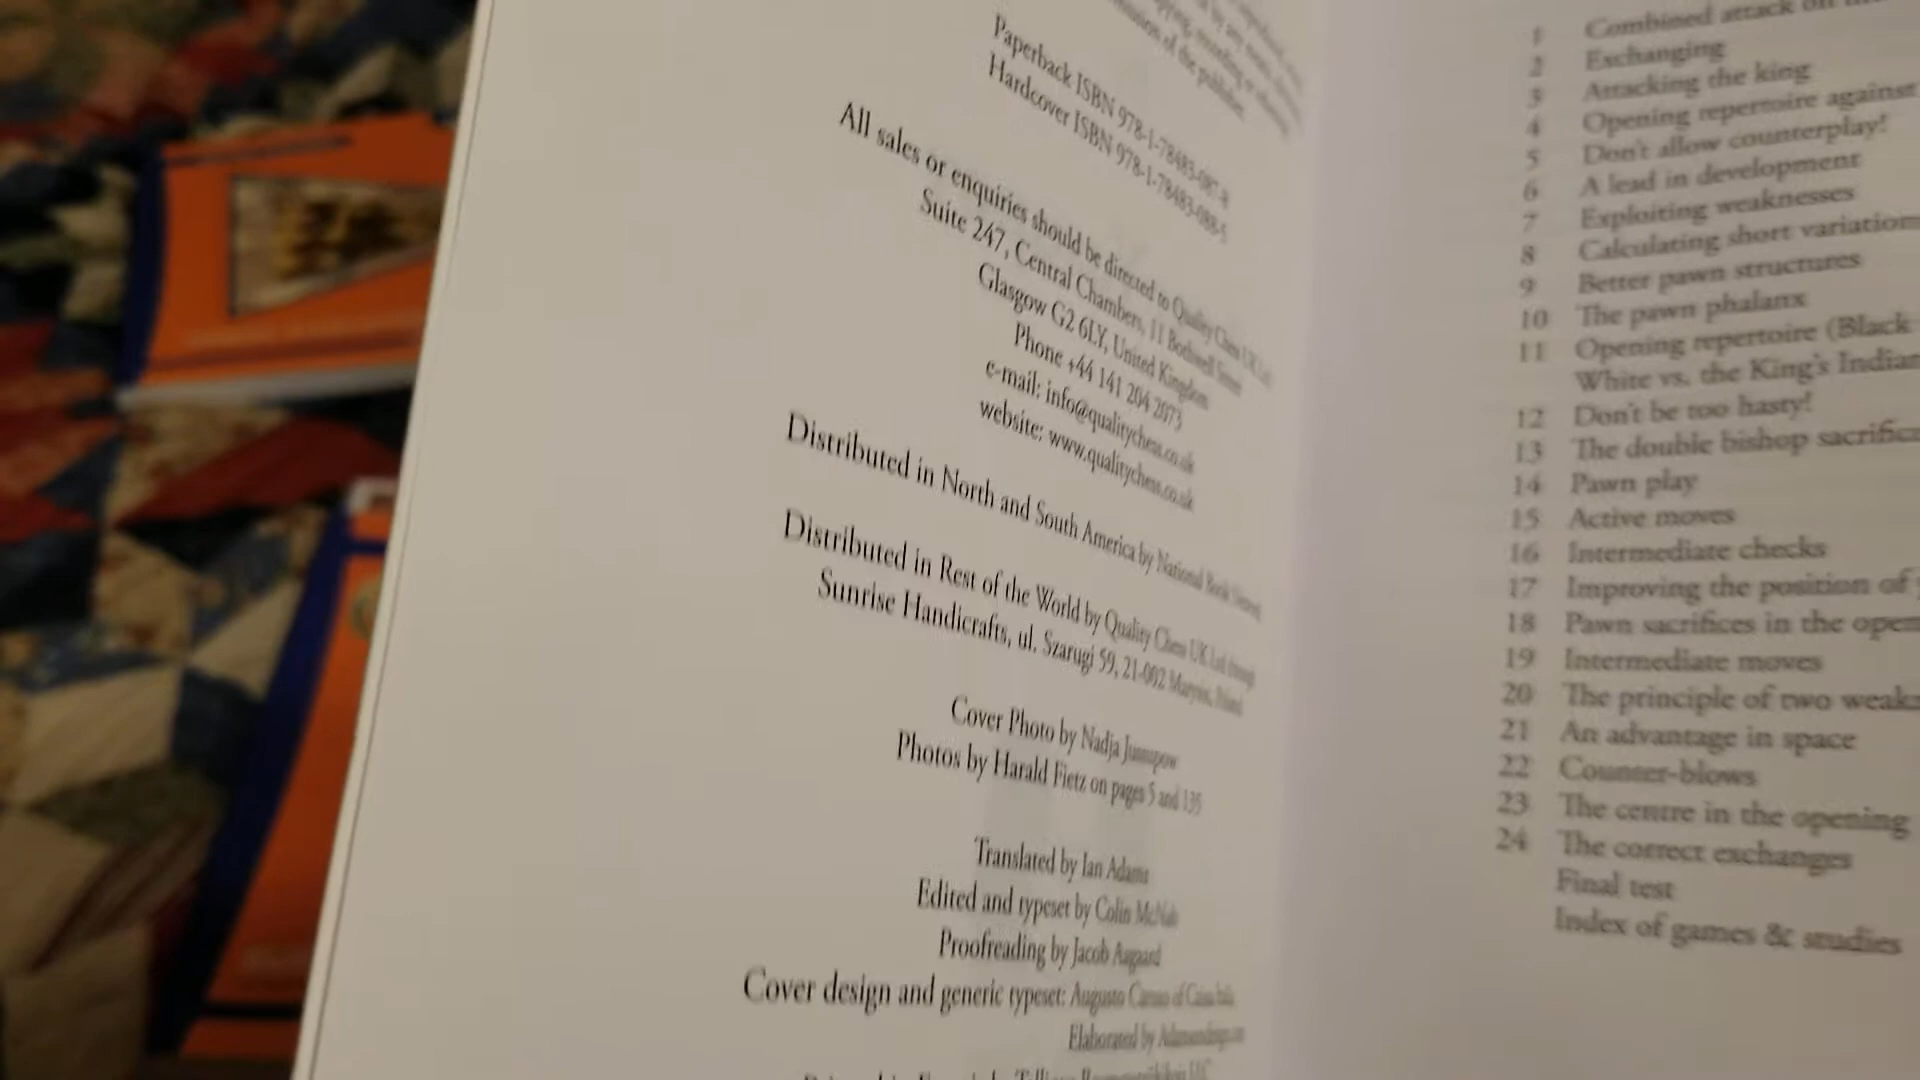 mission of the publisher.
Paperback ISBN 978-1-78483-087-8
Hardcover ISBN 978-1-78483-088-5
All sales or enquiries should be directed to Quality Chess UK Ltd,
Suite 247, Central Chambers, 11 Bothwell Street
Glasgow G2 6LY, United Kingdom
Phone +44 141 204 2073
e-mail: info@qualitychess.co.uk
website: www.qualitychess.co.uk
Distributed in North and South America by National Book Network
Distributed in Rest of the World by Quality Chess UK Ltd through
Sunrise Handicrafts, ul. Szarugi 59, 21-002 Marysin, Poland
Cover Photo by Nadja Jussupow
Photos by Harald Fietz on pages 5 and 135
Translated by Ian Adams
Edited and typeset by Colin McNab
Proofreading by Jacob Aagaard
Cover design and generic typeset: Augusto Caruso of
Elaborated by
1 Combined attack on
2 Exchanging
3 Attacking the king
4 Opening repertoire against
5 Don't allow counterplay!
6 A lead in development
7 Exploiting weaknesses
8 Calculating short variation
9 Better pawn structures
10 The pawn phalanx
11 Opening repertoire (Black
White vs. the King's Indian
12 Don't be too hasty!
13 The double bishop sacrifice
14 Pawn play
15 Active moves
16 Intermediate checks
17 Improving the position of
18 Pawn sacrifices in the open
19 Intermediate moves
20 The principle of two weak
21 An advantage in space
22 Counter-blows
23 The centre in the opening
24 The correct exchanges
Final test
Index of games & studies